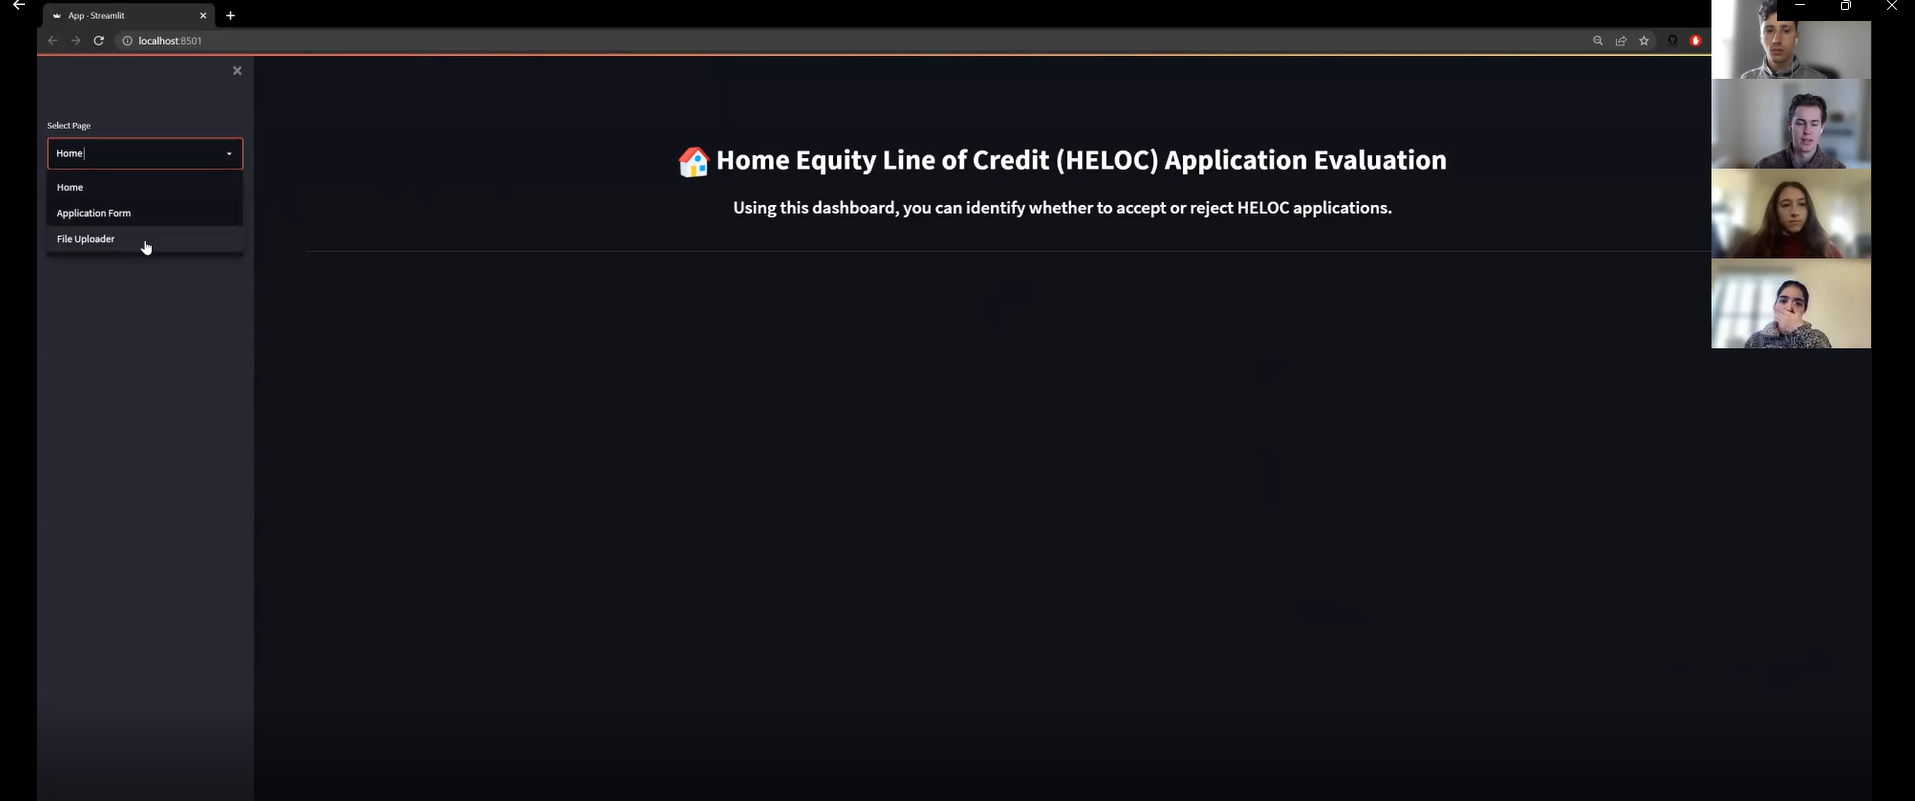 App · Streamlit
localhost:8501
Select Page
Home
Home
Application Form
File Uploader
Home Equity Line of Credit (HELOC) Application Evaluation
Using this dashboard, you can identify whether to accept or reject HELOC applications.